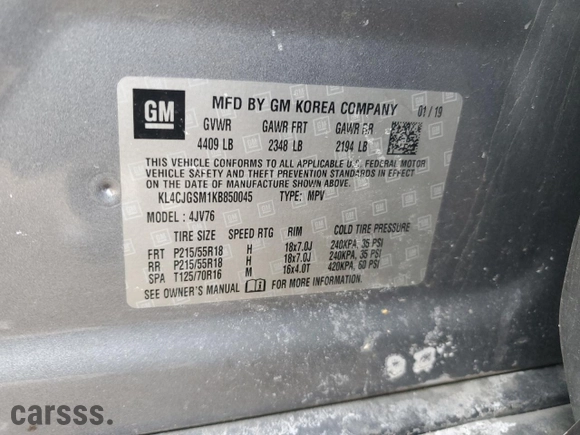 GM MFD BY GM KOREA COMPANY 01/19
GVWR GAWR FRT GAWR RR
4409 LB 2348 LB 2194 LB
THIS VEHICLE CONFORMS TO ALL APPLICABLE U.S. FEDERAL MOTOR
VEHICLE SAFETY AND THEFT PREVENTION STANDARDS IN EFFECT
ON THE DATE OF MANUFACTURE SHOWN ABOVE.
KL4CJGSM1KB850045 TYPE: MPV
MODEL: 4JV76
TIRE SIZE SPEED RTG RIM COLD TIRE PRESSURE
FRT P215/55R18 H 18x7.0J 240KPA, 35 PSI
RR P215/55R18 H 18x7.0J 240KPA, 35 PSI
SPA T125/70R16 M 16x4.0T 420KPA, 60 PSI
SEE OWNER'S MANUAL FOR MORE INFORMATION.
carsss.